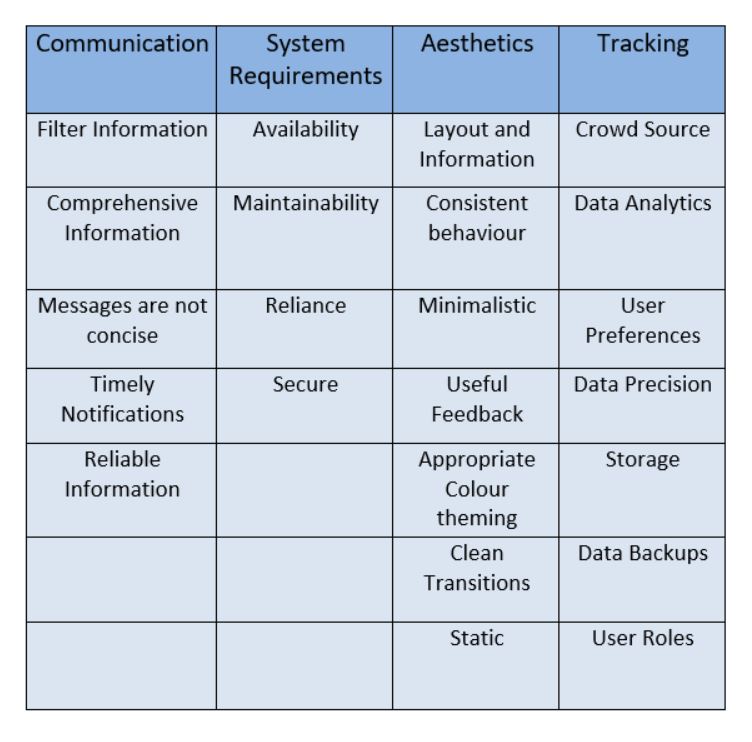 Communication
System
Requirements
Aesthetics
Tracking
Filter Information
Availability
Layout and
Information
Crowd Source
Comprehensive
Information
Maintainability
Consistent
behaviour
Data Analytics
Messages are not
concise
Reliance
Minimalistic
User
Preferences
Timely
Notifications
Secure
Useful
Feedback
Data Precision
Reliable
Information
Appropriate
Colour
theming
Storage
Clean
Transitions
Data Backups
Static
User Roles